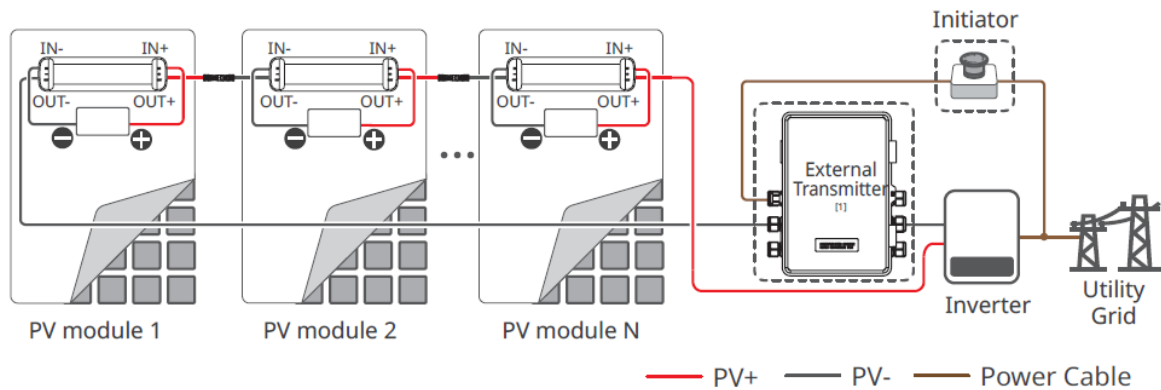 Initiator
IN- IN+
OUT- OUT+
IN- IN+
OUT- OUT+
IN- IN+
OUT- OUT+
External
Transmitter
[1]
PV module 1
PV module 2
PV module N
Inverter
Utility
Grid
PV+ PV- Power Cable